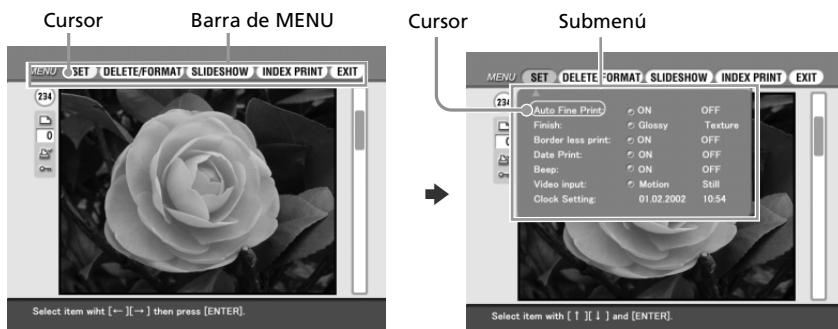 Cursor Barra de MENU
MENU SET DELETE/FORMAT SLIDESHOW INDEX PRINT EXIT
234
0
Select item wiht [←][→] then press [ENTER].
Cursor Submenú
MENU SET DELETE/FORMAT SLIDESHOW INDEX PRINT EXIT
234
Auto Fine Print: ON OFF
Finish: Glossy Texture
Border less print: ON OFF
Date Print: ON OFF
Beep: ON OFF
Video input: Motion Still
Clock Setting: 01.02.2002 10:54
Select item with [↑][↓] and [ENTER].